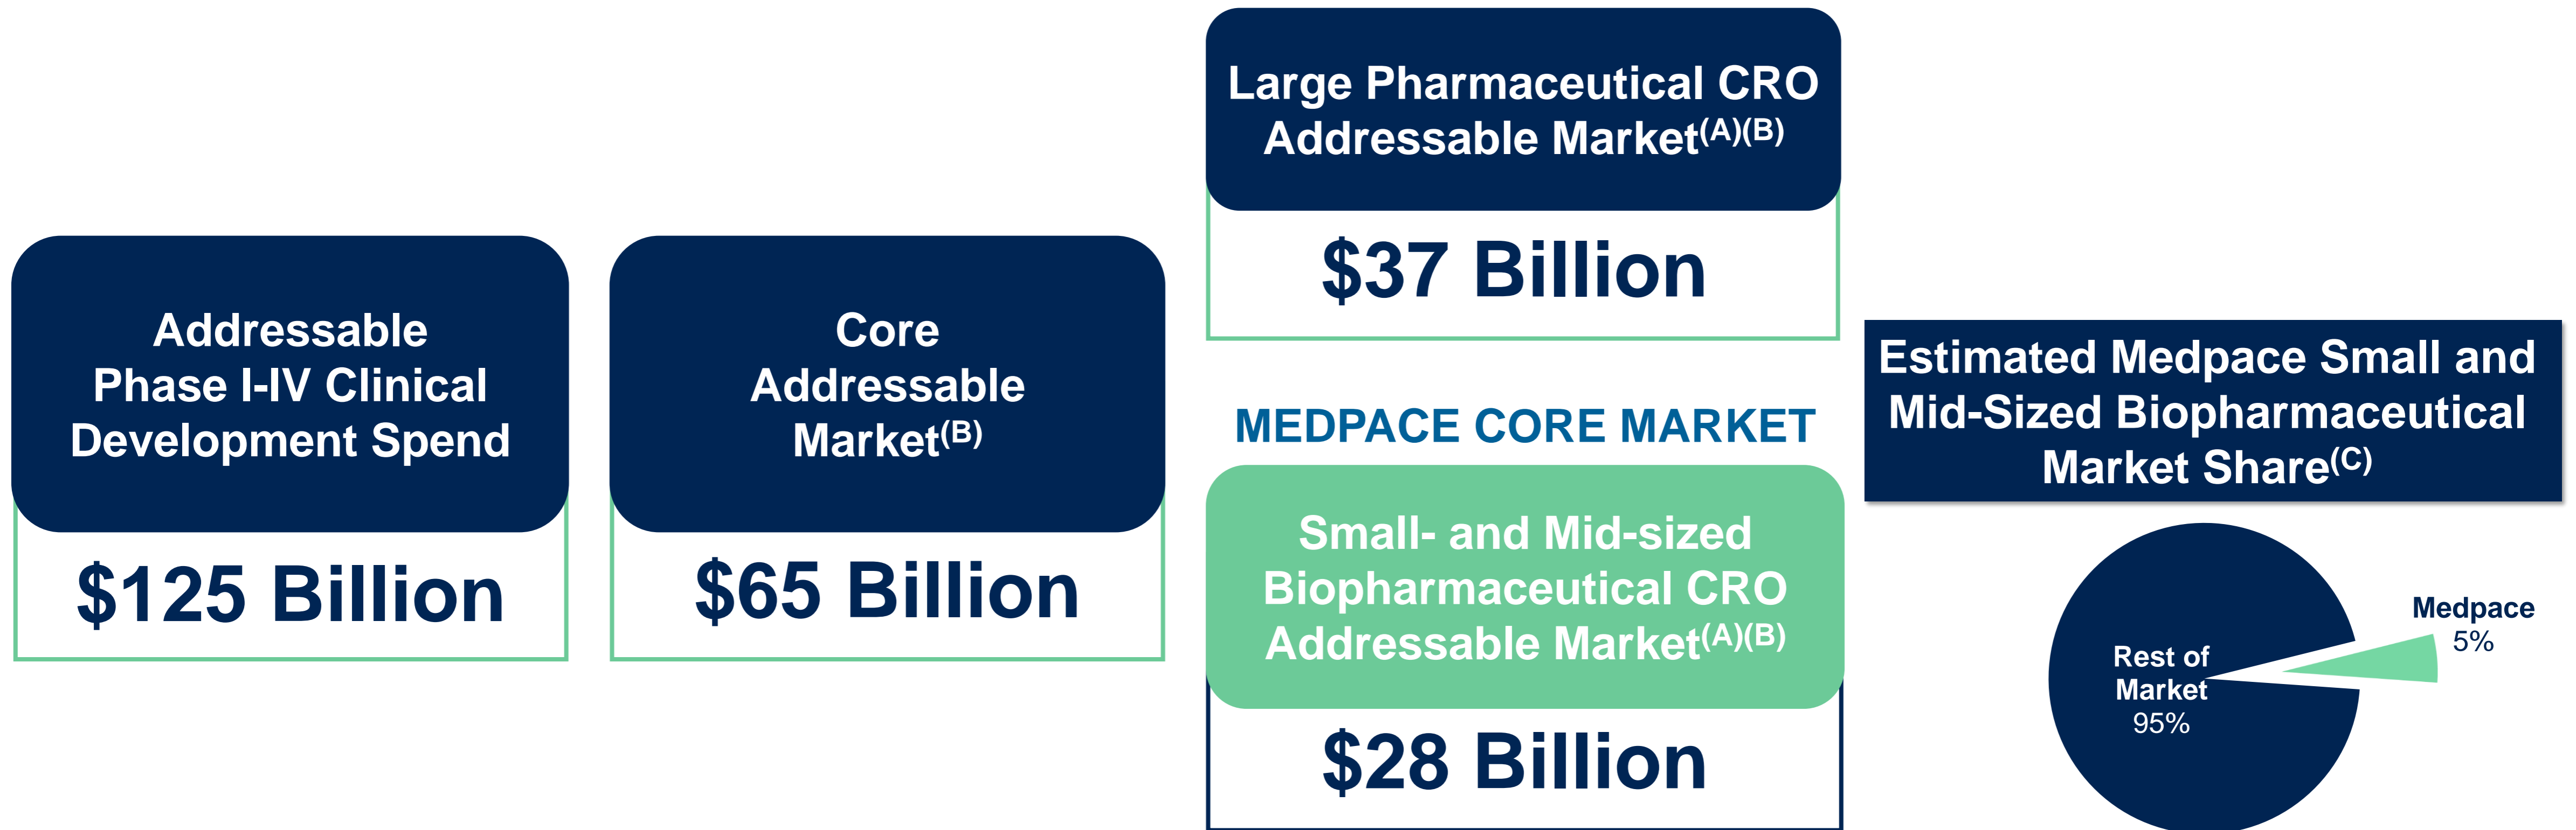 Addressable
Phase I-IV Clinical
Development Spend
$125 Billion
Core
Addressable
Market(B)
$65 Billion
Large Pharmaceutical CRO
Addressable Market(A)(B)
$37 Billion
MEDPACE CORE MARKET
Small- and Mid-sized
Biopharmaceutical CRO
Addressable Market(A)(B)
$28 Billion
Estimated Medpace Small and
Mid-Sized Biopharmaceutical
Market Share(C)
Medpace
5%
Rest of
Market
95%